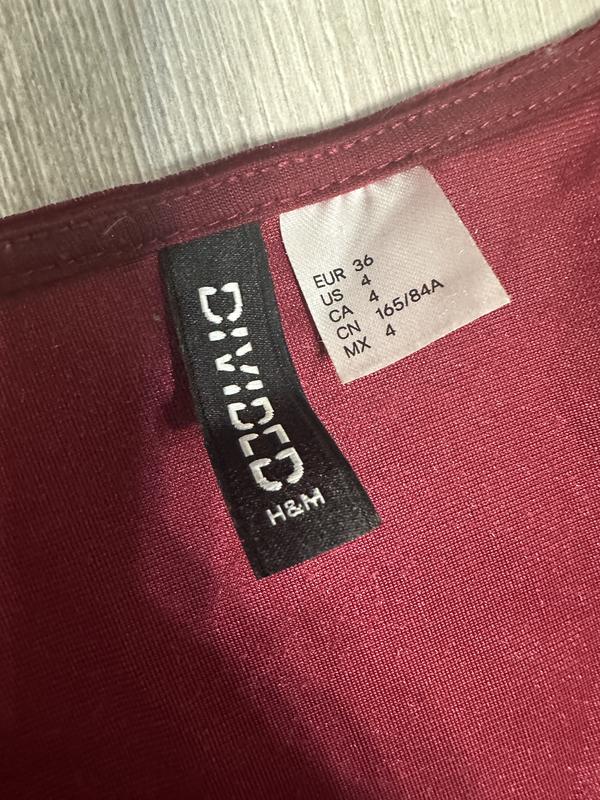 DIVIDED
H&M
EUR 36
US 4
CA 4
CN 165/84A
MX 4